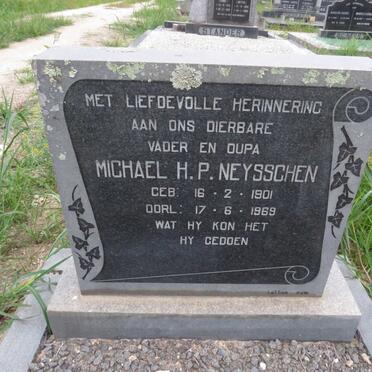 STANDER
MET LIEFDEVOLLE HERINNERING
AAN ONS DIERBARE
VADER EN OUPA
MICHAEL H.P. NEYSSCHEN
GEB: 16 - 2 - 1901
OORL: 17 - 6 - 1969
WAT HY KON HET
HY GEDOEN